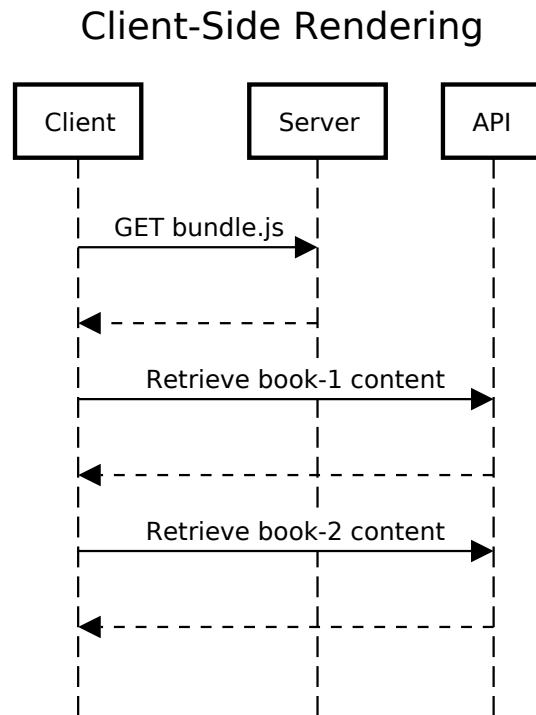 Client-Side Rendering
Client
Server
API
GET bundle.js
Retrieve book-1 content
Retrieve book-2 content